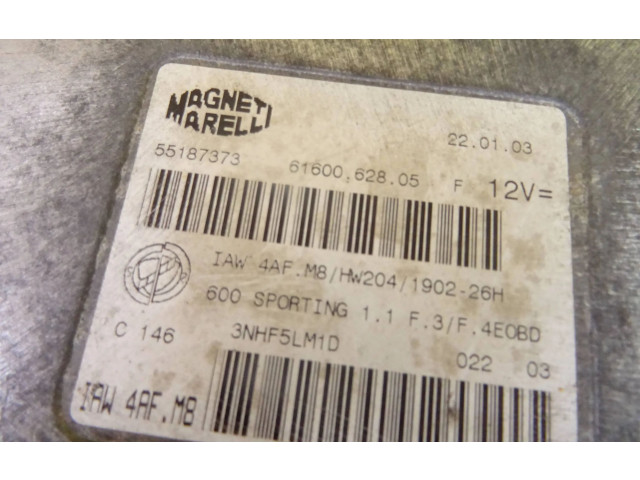 MAGNETI
MARELLI
22.01.03
55187373 61600.628.05 F 12V=
IAW 4AF.M8/HW204/1902-26H
600 SPORTING 1.1 F.3/F.4EOBD
C 146 3NHF5LM1D 022 03
IAW 4AF.M8